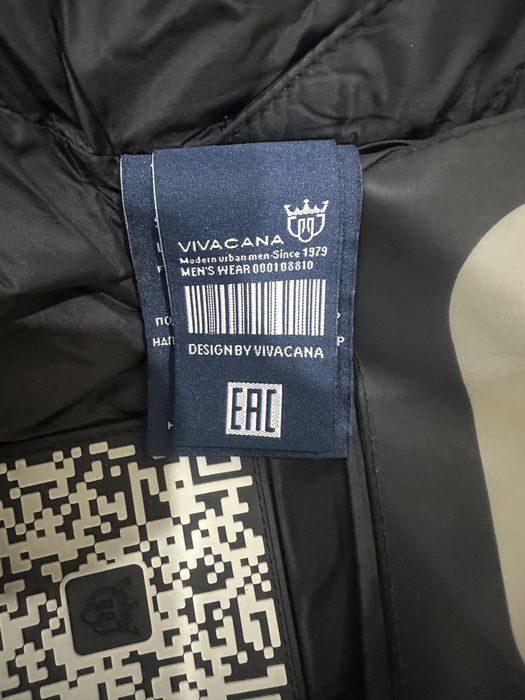 VIVACANA
Modern urban men-Since 1979
MEN'S WEAR 000108810
DESIGN BY VIVACANA
EAC